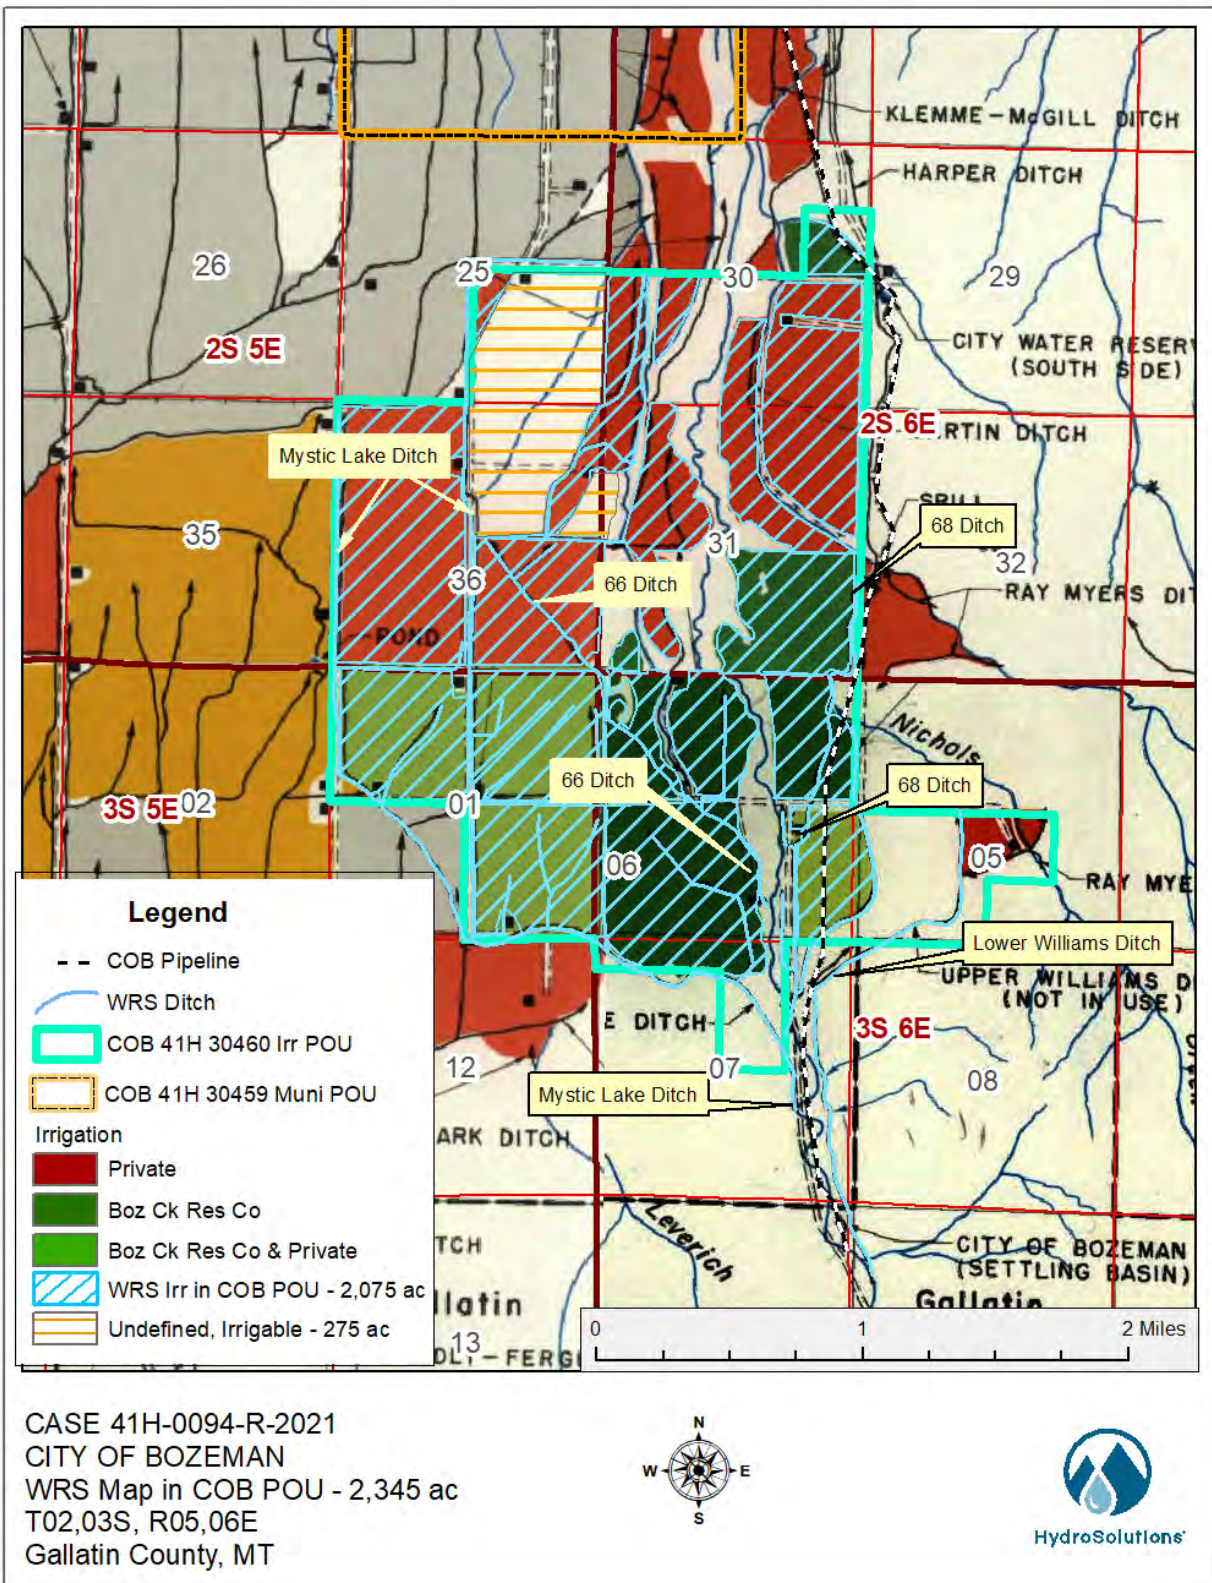 KLEMME-McGILL DITCH
HARPER DITCH
26
25
30
29
2S 5E
CITY WATER RESERV
(SOUTH SIDE)
2S 6E
RTIN DITCH
Mystic Lake Ditch
35
31
68 Ditch
32
36
66 Ditch
RAY MYERS DIT
POND
Nichols
66 Ditch
68 Ditch
3S 5E
02
01
06
05
RAY MYE
Lower Williams Ditch
UPPER WILLIAMS D
(NOT IN USE)
E DITCH
3S 6E
12
07
08
Mystic Lake Ditch
ARK DITCH
Leverich
TCH
CITY OF BOZEMAN
(SETTLING BASIN)
llatin
Gallatin
13
DLY-FERG
Legend
COB Pipeline
WRS Ditch
COB 41H 30460 Irr POU
COB 41H 30459 Muni POU
Irrigation
Private
Boz Ck Res Co
Boz Ck Res Co & Private
WRS Irr in COB POU - 2,075 ac
Undefined, Irrigable - 275 ac
0 1 2 Miles
CASE 41H-0094-R-2021
CITY OF BOZEMAN
WRS Map in COB POU - 2,345 ac
T02,03S, R05,06E
Gallatin County, MT
N
W E
S
HydroSolutions